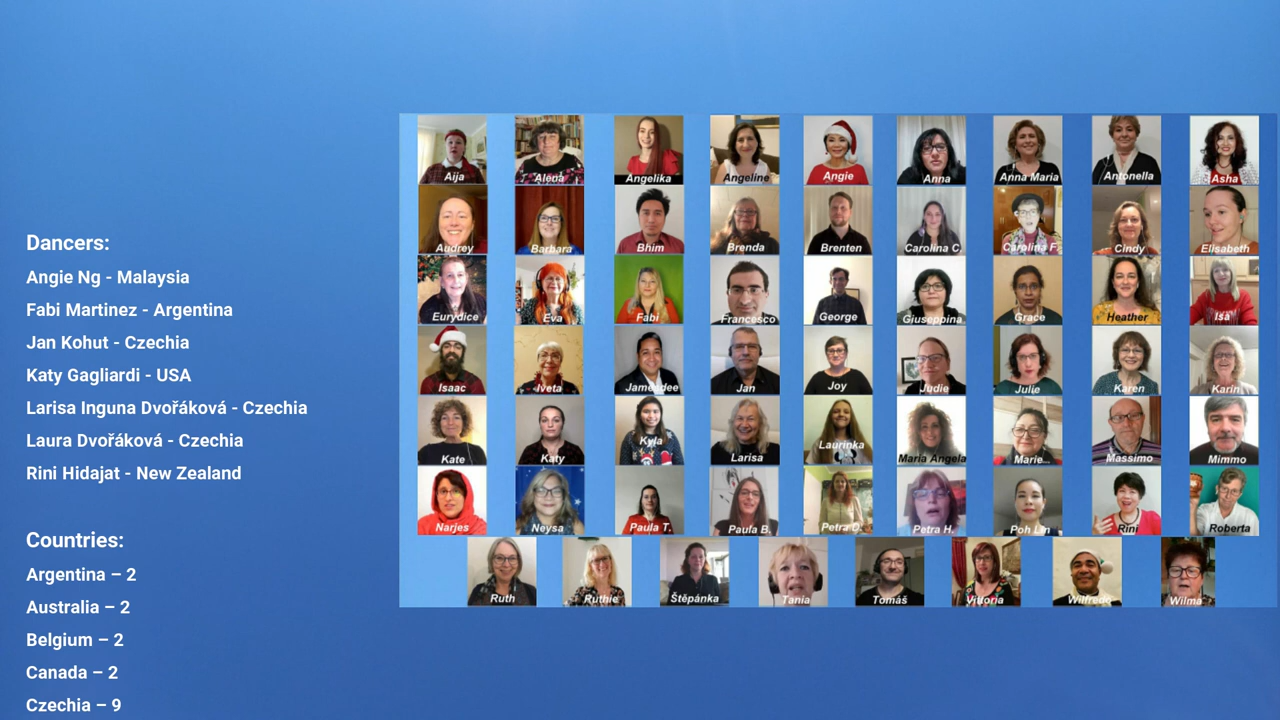 Dancers:
Angie Ng - Malaysia
Fabi Martinez - Argentina
Jan Kohut - Czechia
Katy Gagliardi - USA
Larisa Inguna Dvořáková - Czechia
Laura Dvořáková - Czechia
Rini Hidajat - New Zealand
Countries:
Argentina – 2
Australia – 2
Belgium – 2
Canada – 2
Czechia – 9
Aija Alena Angelika Angeline Angie Anna Anna Maria Antonella Asha
Audrey Barbara Bhim Brenda Brenten Carolina C. Carolina F. Cindy Elisabeth
Eurydice Eva Fabi Francesco George Giuseppina Grace Heather Isa
Isaac Iveta Jameædee Jan Joy Judie Julie Karen Karin
Kate Katy Kyla Larisa Laurinka Maria Angela Marie Massimo Mimmo
Narjes Neysa Paula T. Paula B. Petra D. Petra H. Poh Lin Rini Roberta
Ruth Ruthie Štěpánka Tania Tomáš Vittoria Wilfredo Wilma